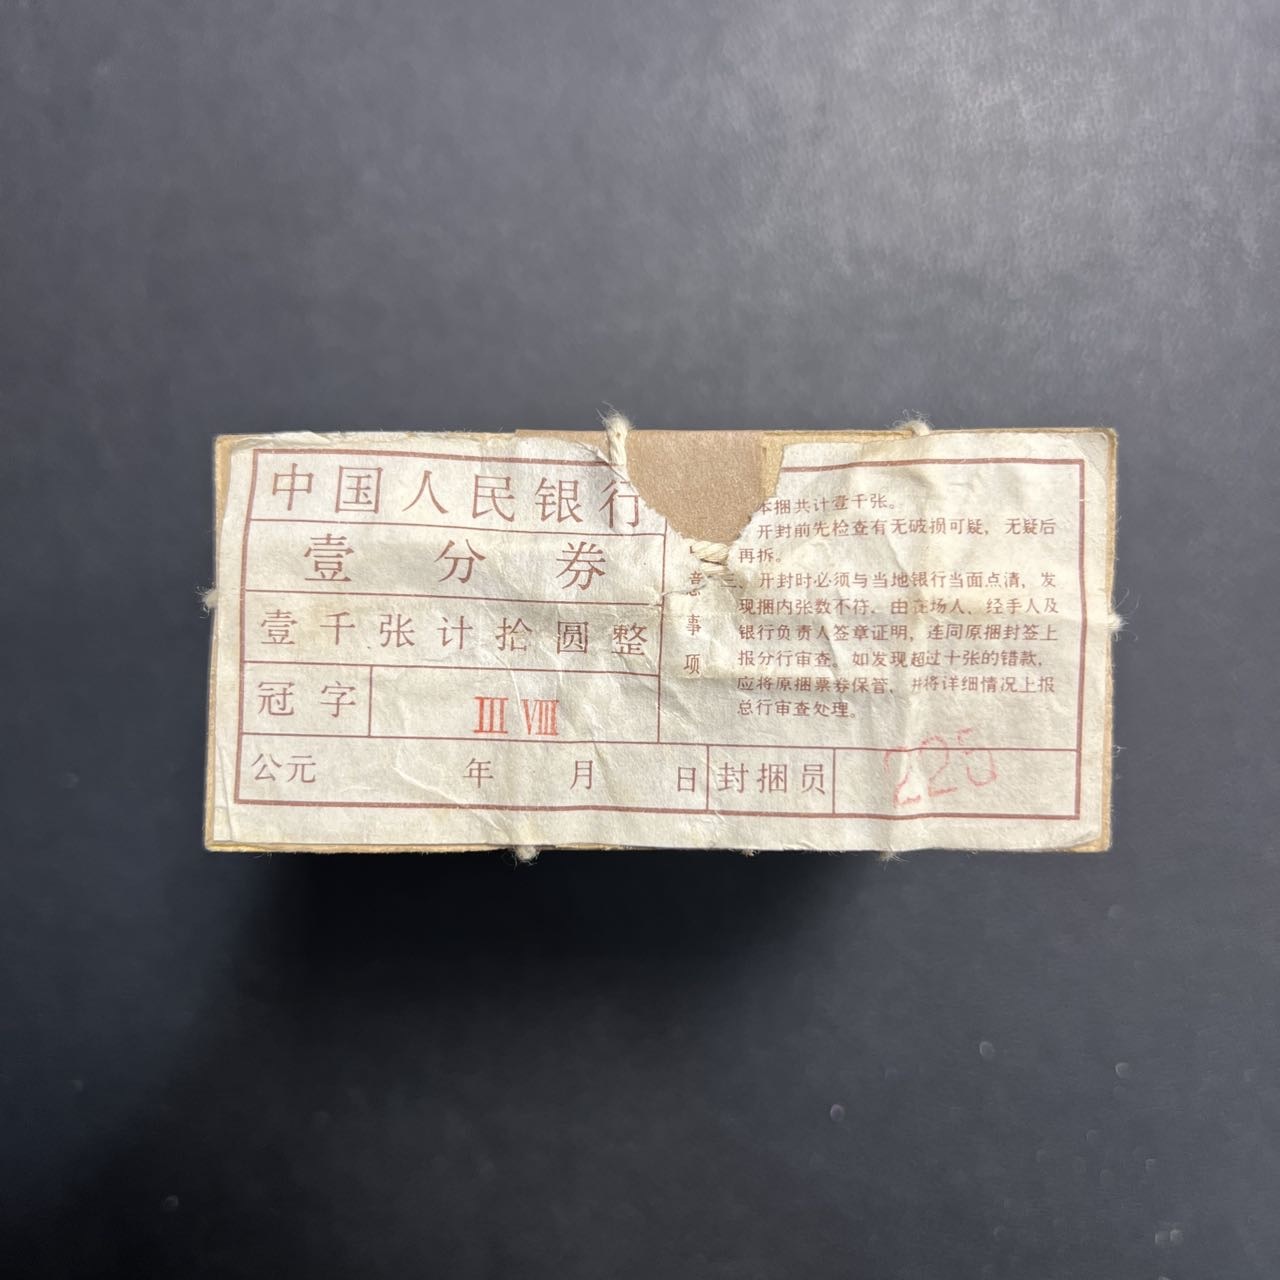 中国人民银行
壹分券
壹千张计拾圆整
冠字
III VIII
公元 年 月 日
意事项
本捆共计壹千张。
开封前先检查有无破损可疑，无疑后
再拆。
三、开封时必须与当地银行当面点清，发
现捆内张数不符，由在场人、经手人及
银行负责人签章证明，连同原捆封签上
报分行审查。如发现超过十张的错款，
应将原捆票券保管，并将详细情况上报
总行审查处理。
封捆员
225